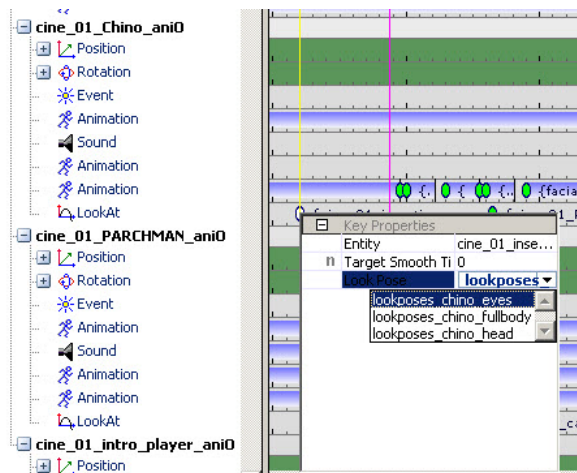 cine_01_Chino_ani0
Position
Rotation
Event
Animation
Sound
Animation
Animation
{.. { {.. {facia
LookAt
Key Properties
Entity cine_01_inse...
n Target Smooth Ti 0
Look Pose lookposes
lookposes_chino_eyes
lookposes_chino_fullbody
lookposes_chino_head
cine_01_PARCHMAN_ani0
Position
Rotation
Event
Animation
Sound
Animation
Animation
LookAt
cine_01_intro_player_ani0
Position